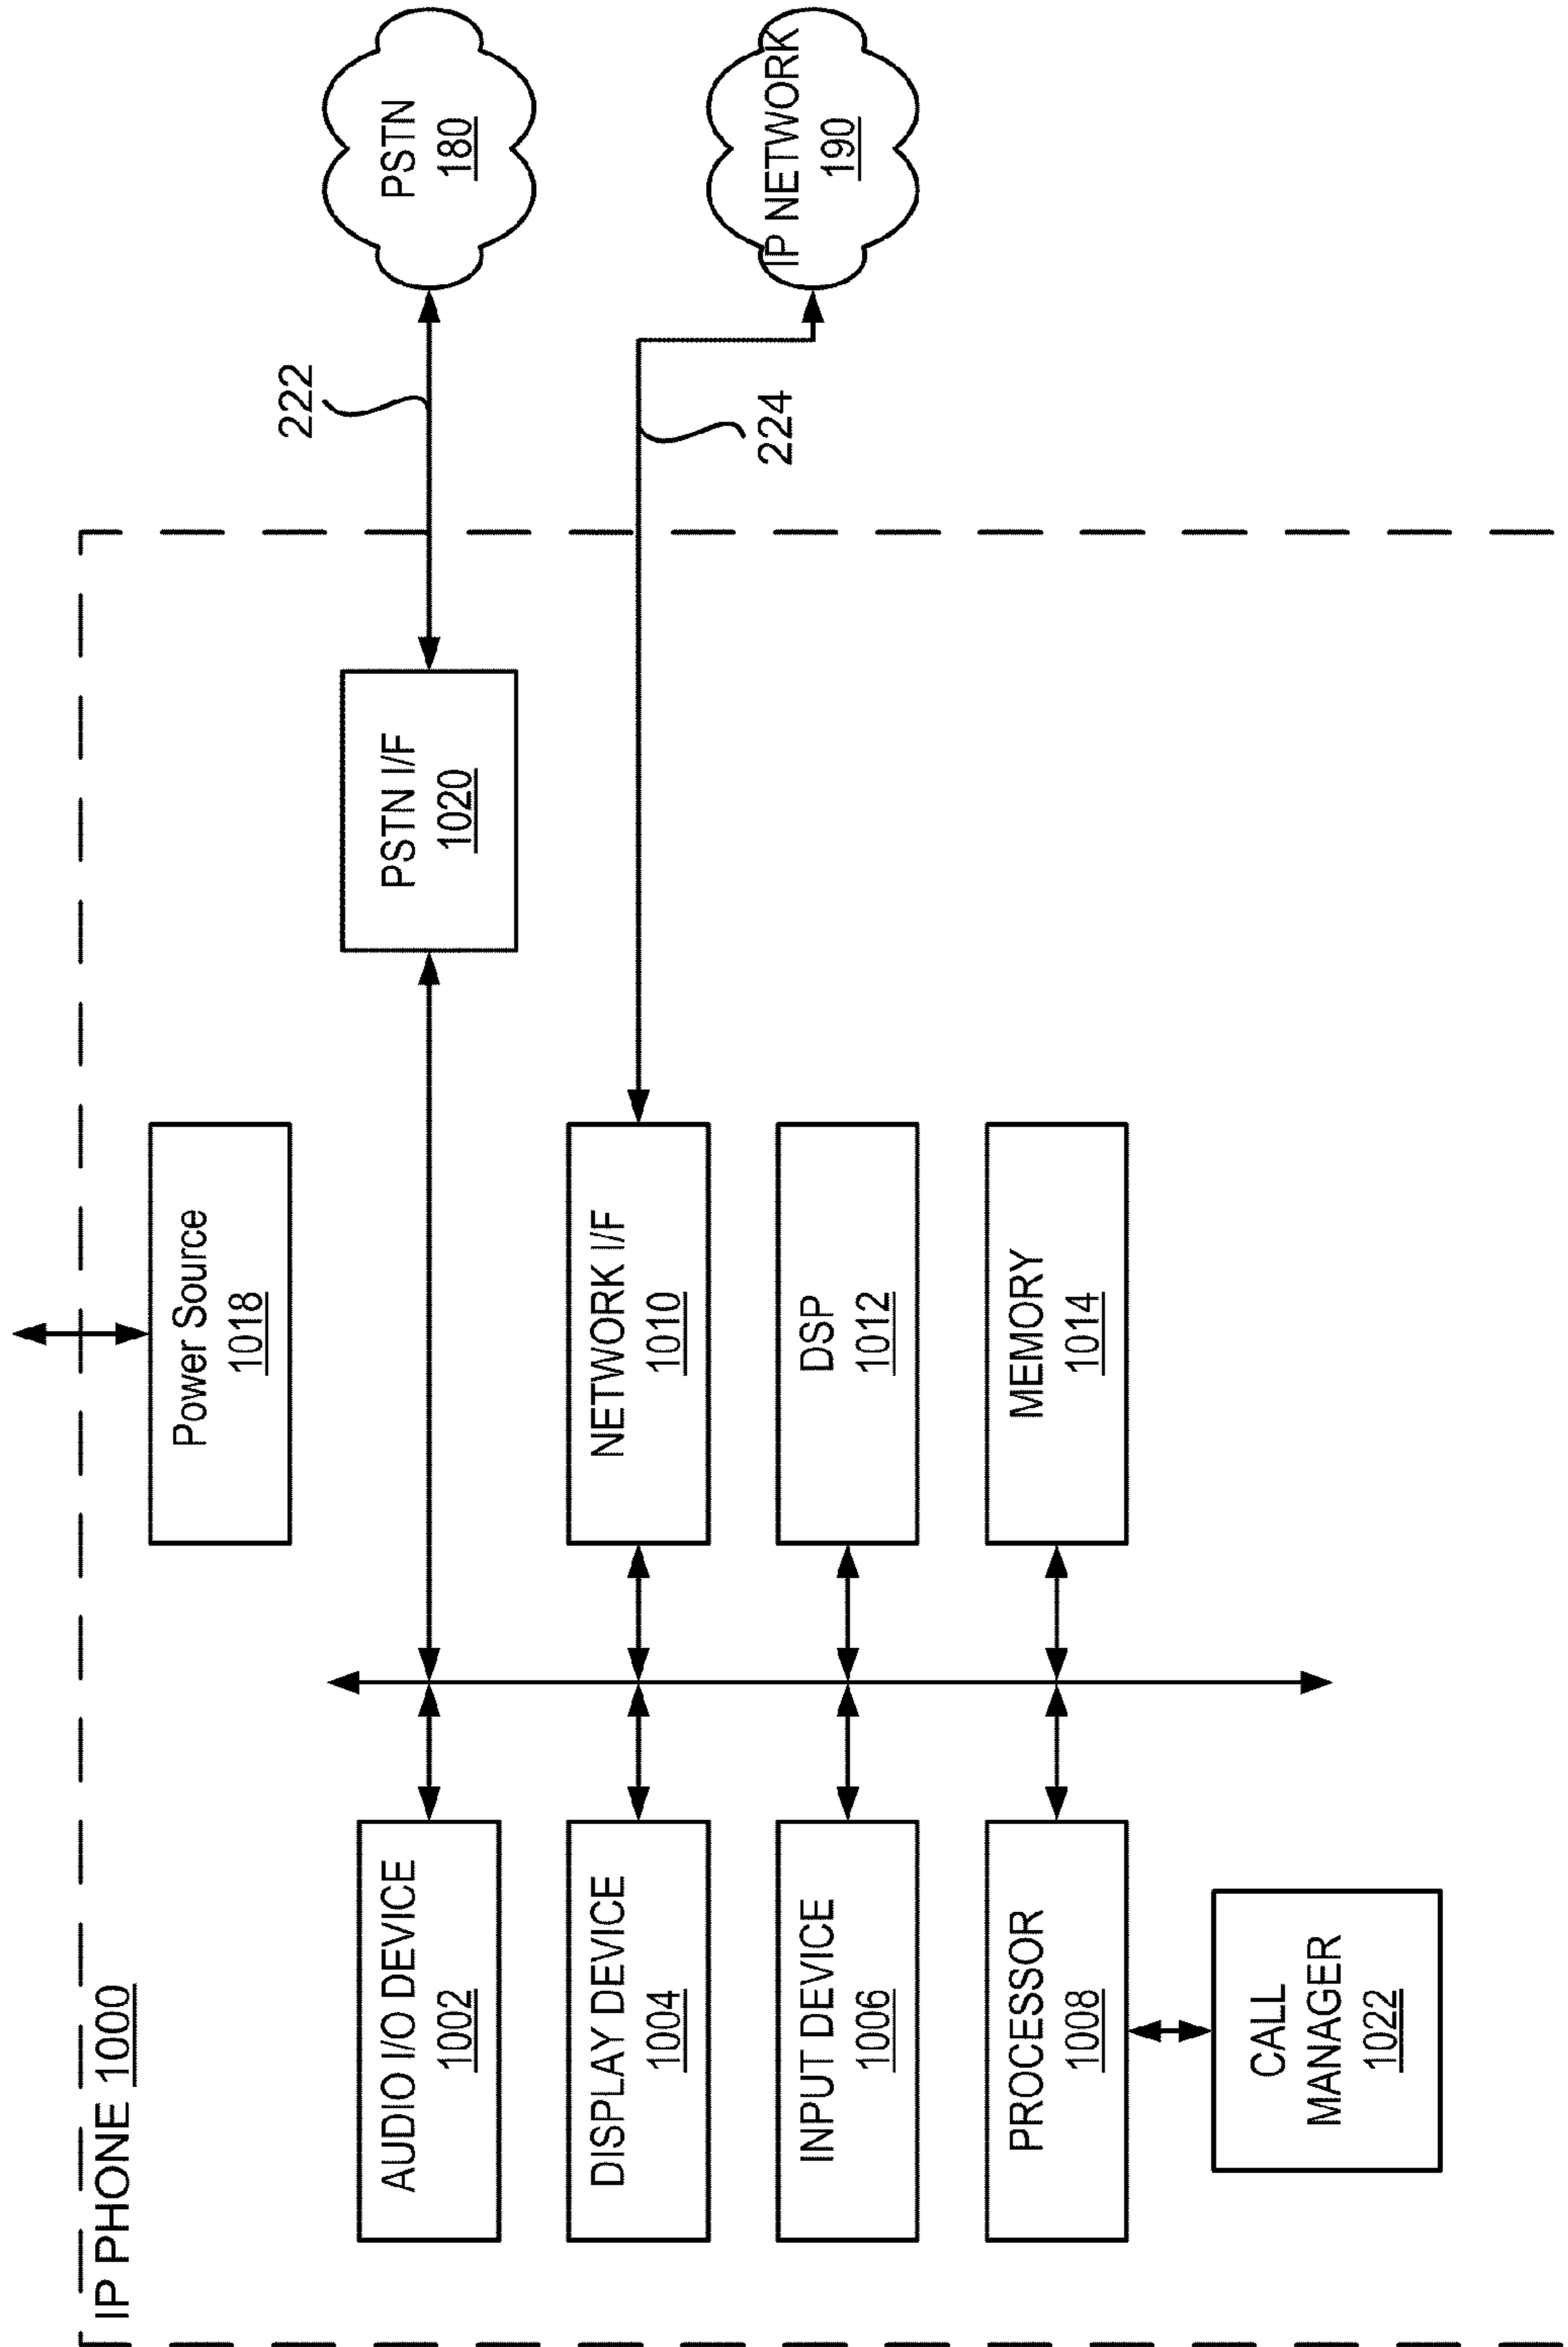 IP PHONE 1000
Power Source
1018
AUDIO I/O DEVICE
1002
PSTN I/F
1020
222
PSTN
180
DISPLAY DEVICE
1004
NETWORK I/F
1010
224
IP NETWORK
190
INPUT DEVICE
1006
DSP
1012
PROCESSOR
1008
MEMORY
1014
CALL
MANAGER
1022